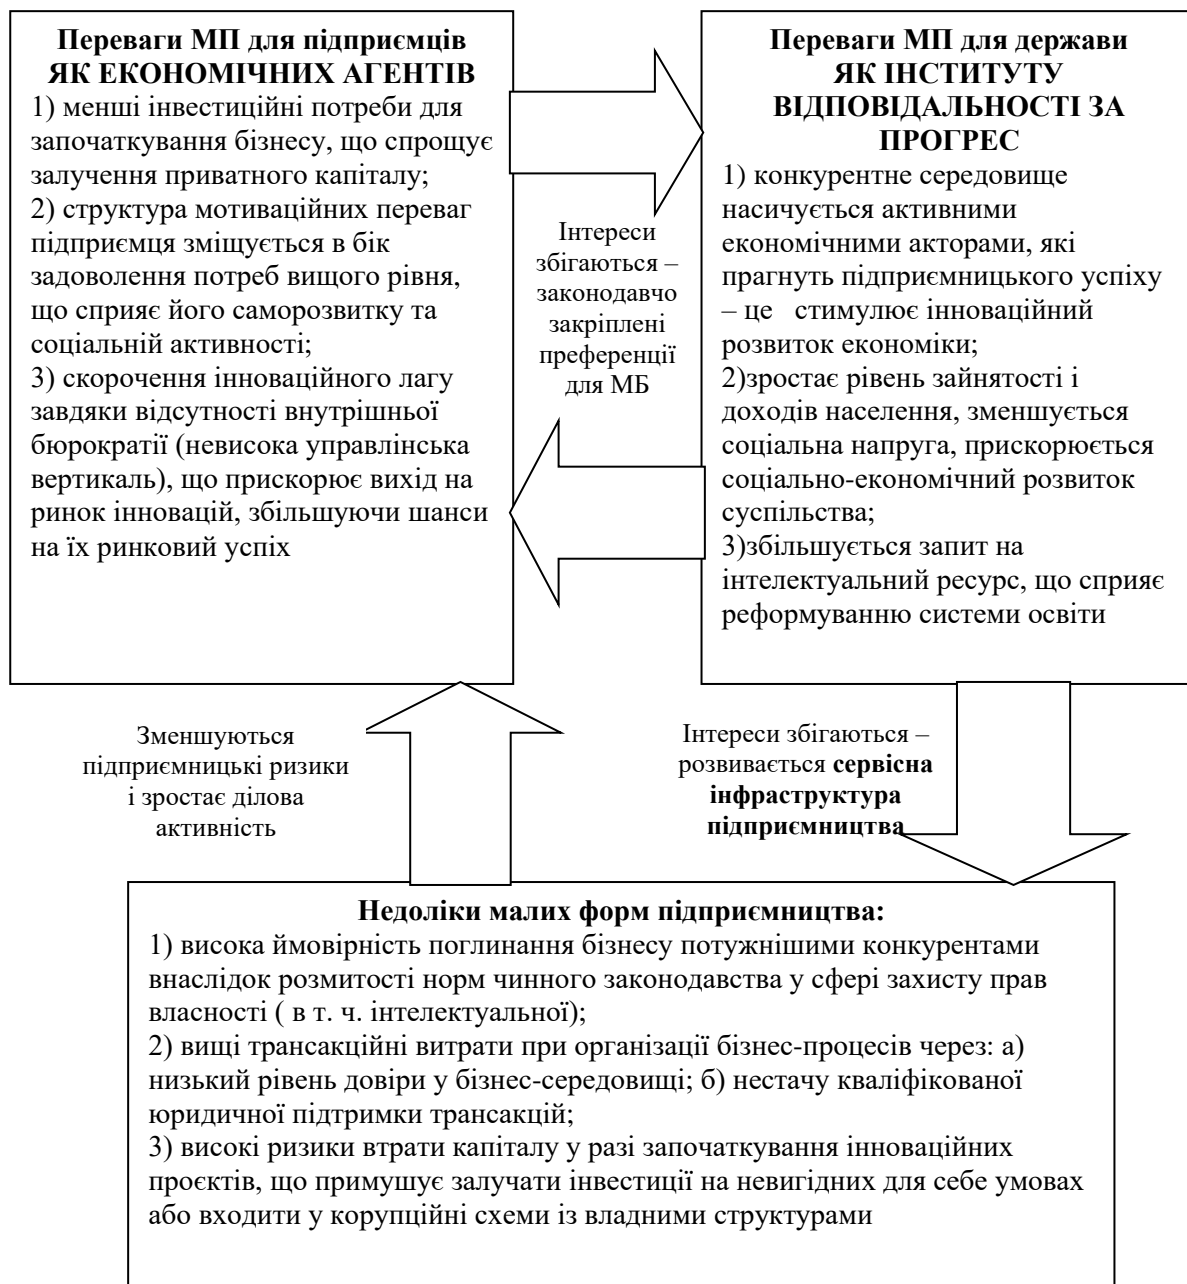 Переваги МП для підприємців
ЯК ЕКОНОМІЧНИХ АГЕНТІВ
1) менші інвестиційні потреби для
започаткування бізнесу, що спрощує
залучення приватного капіталу;
2) структура мотиваційних переваг
підприємця зміщується в бік
задоволення потреб вищого рівня,
що сприяє його саморозвитку та
соціальній активності;
3) скорочення інноваційного лагу
завдяки відсутності внутрішньої
бюрократії (невисока управлінська
вертикаль), що прискорює вихід на
ринок інновацій, збільшуючи шанси
на їх ринковий успіх
Інтереси
збігаються –
законодавчо
закріплені
преференції
для МБ
Переваги МП для держави
ЯК ІНСТИТУТУ
ВІДПОВІДАЛЬНОСТІ ЗА
ПРОГРЕС
1) конкурентне середовище
насичується активними
економічними акторами, які
прагнуть підприємницького успіху
– це стимулює інноваційний
розвиток економіки;
2)зростає рівень зайнятості і
доходів населення, зменшується
соціальна напруга, прискорюється
соціально-економічний розвиток
суспільства;
3)збільшується запит на
інтелектуальний ресурс, що сприяє
реформуванню системи освіти
Зменшуються
підприємницькі ризики
і зростає ділова
активність
Інтереси збігаються –
розвивається сервісна
інфраструктура
підприємництва
Недоліки малих форм підприємництва:
1) висока ймовірність поглинання бізнесу потужнішими конкурентами
внаслідок розмитості норм чинного законодавства у сфері захисту прав
власності ( в т. ч. інтелектуальної);
2) вищі трансакційні витрати при організації бізнес-процесів через: а)
низький рівень довіри у бізнес-середовищі; б) нестачу кваліфікованої
юридичної підтримки трансакцій;
3) високі ризики втрати капіталу у разі започаткування інноваційних
проєктів, що примушує залучати інвестиції на невигідних для себе умовах
або входити у корупційні схеми із владними структурами